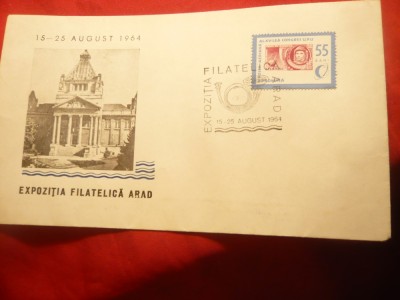 15-25 AUGUST 1964
EXPOZIȚIA FILATELICĂ ARAD
EXPOZIȚIA FILATELICĂ ARAD
15-25 AUGUST 1964
55